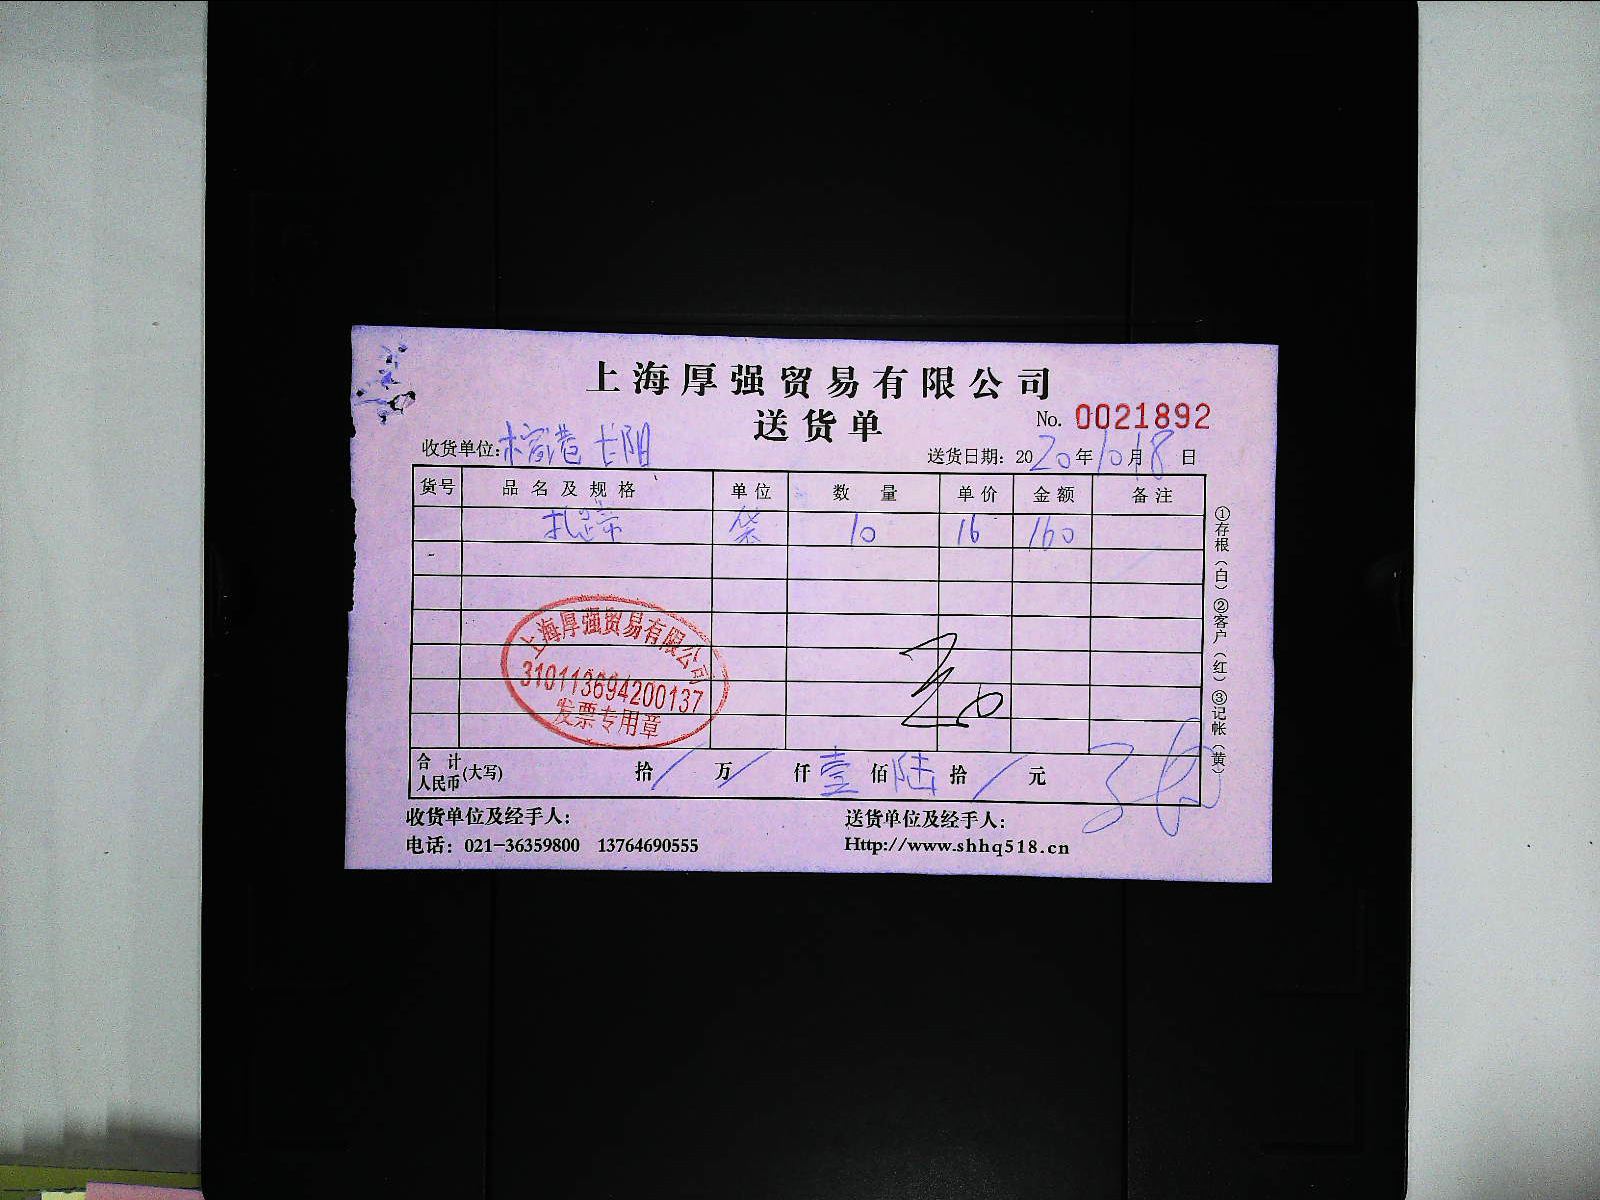 上海厚强贸易有限公司
送货单
No. 0021892
收货单位: 长阳
送货日期: 2020年10月18日
货号 品名及规格 单位 数量 单价 金额 备注
扎蹄 袋 10 16 160
上海厚强贸易有限公司
310113694200137
发票专用章
合计人民币(大写) 拾/万/仟壹佰陆拾/元
收货单位及经手人:
送货单位及经手人:
电话: 021-36359800 13764690555
Http://www.shhq518.cn
①存根(白)②客户(红)③记帐(黄)